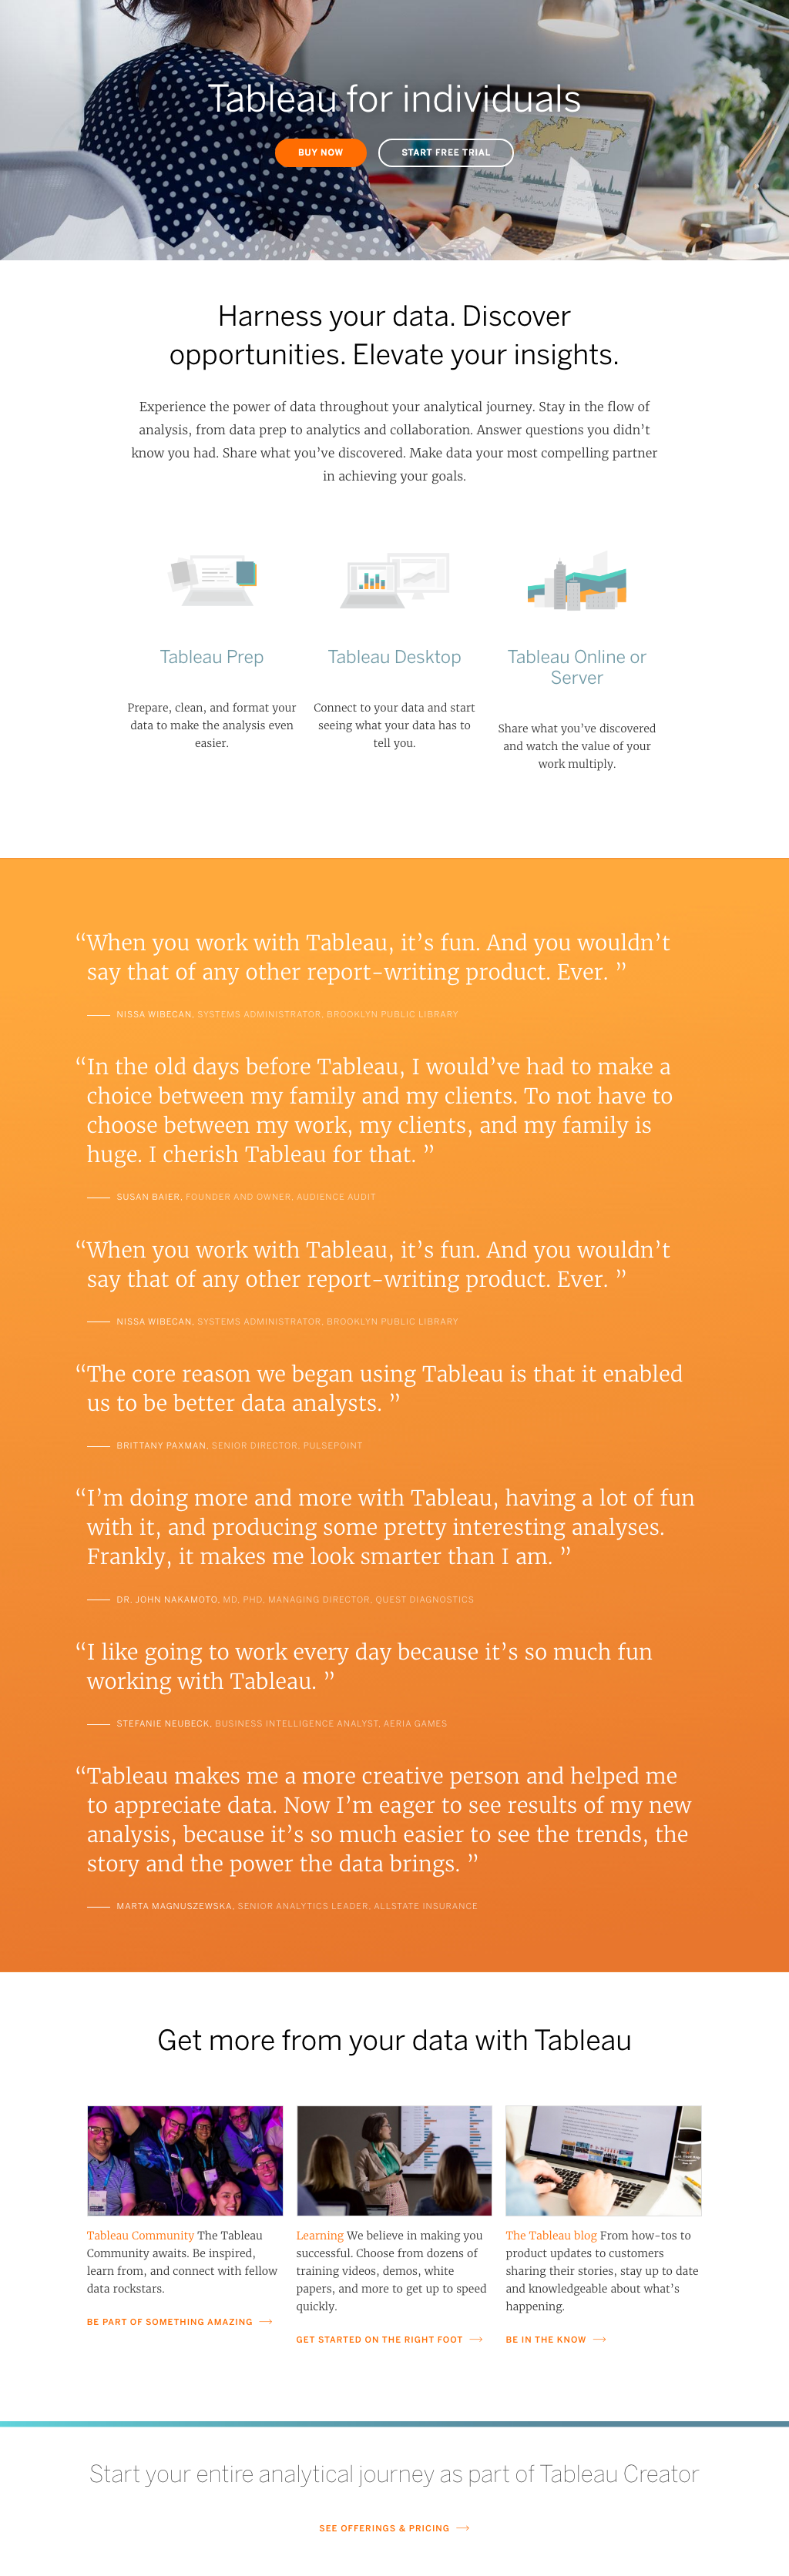 Tableau for individuals
BUY NOW
START FREE TRIAL
Harness your data. Discover
opportunities. Elevate your insights.
Experience the power of data throughout your analytical journey. Stay in the flow of
analysis, from data prep to analytics and collaboration. Answer questions you didn’t
know you had. Share what you’ve discovered. Make data your most compelling partner
in achieving your goals.
Tableau Prep
Prepare, clean, and format your
data to make the analysis even
easier.
Tableau Desktop
Connect to your data and start
seeing what your data has to
tell you.
Tableau Online or
Server
Share what you’ve discovered
and watch the value of your
work multiply.
“When you work with Tableau, it’s fun. And you wouldn’t
say that of any other report-writing product. Ever. ”
NISSA WIBECAN, SYSTEMS ADMINISTRATOR, BROOKLYN PUBLIC LIBRARY
“In the old days before Tableau, I would’ve had to make a
choice between my family and my clients. To not have to
choose between my work, my clients, and my family is
huge. I cherish Tableau for that. ”
SUSAN BAIER, FOUNDER AND OWNER, AUDIENCE AUDIT
“When you work with Tableau, it’s fun. And you wouldn’t
say that of any other report-writing product. Ever. ”
NISSA WIBECAN, SYSTEMS ADMINISTRATOR, BROOKLYN PUBLIC LIBRARY
“The core reason we began using Tableau is that it enabled
us to be better data analysts. ”
BRITTANY PAXMAN, SENIOR DIRECTOR, PULSEPOINT
“I’m doing more and more with Tableau, having a lot of fun
with it, and producing some pretty interesting analyses.
Frankly, it makes me look smarter than I am. ”
DR. JOHN NAKAMOTO, MD, PHD, MANAGING DIRECTOR, QUEST DIAGNOSTICS
“I like going to work every day because it’s so much fun
working with Tableau. ”
STEFANIE NEUBECK, BUSINESS INTELLIGENCE ANALYST, AERIA GAMES
“Tableau makes me a more creative person and helped me
to appreciate data. Now I’m eager to see results of my new
analysis, because it’s so much easier to see the trends, the
story and the power the data brings. ”
MARTA MAGNUSZEWSKA, SENIOR ANALYTICS LEADER, ALLSTATE INSURANCE
Get more from your data with Tableau
Tableau Community The Tableau
Community awaits. Be inspired,
learn from, and connect with fellow
data rockstars.
BE PART OF SOMETHING AMAZING
Learning We believe in making you
successful. Choose from dozens of
training videos, demos, white
papers, and more to get up to speed
quickly.
GET STARTED ON THE RIGHT FOOT
The Tableau blog From how-tos to
product updates to customers
sharing their stories, stay up to date
and knowledgeable about what’s
happening.
BE IN THE KNOW
Start your entire analytical journey as part of Tableau Creator
SEE OFFERINGS & PRICING